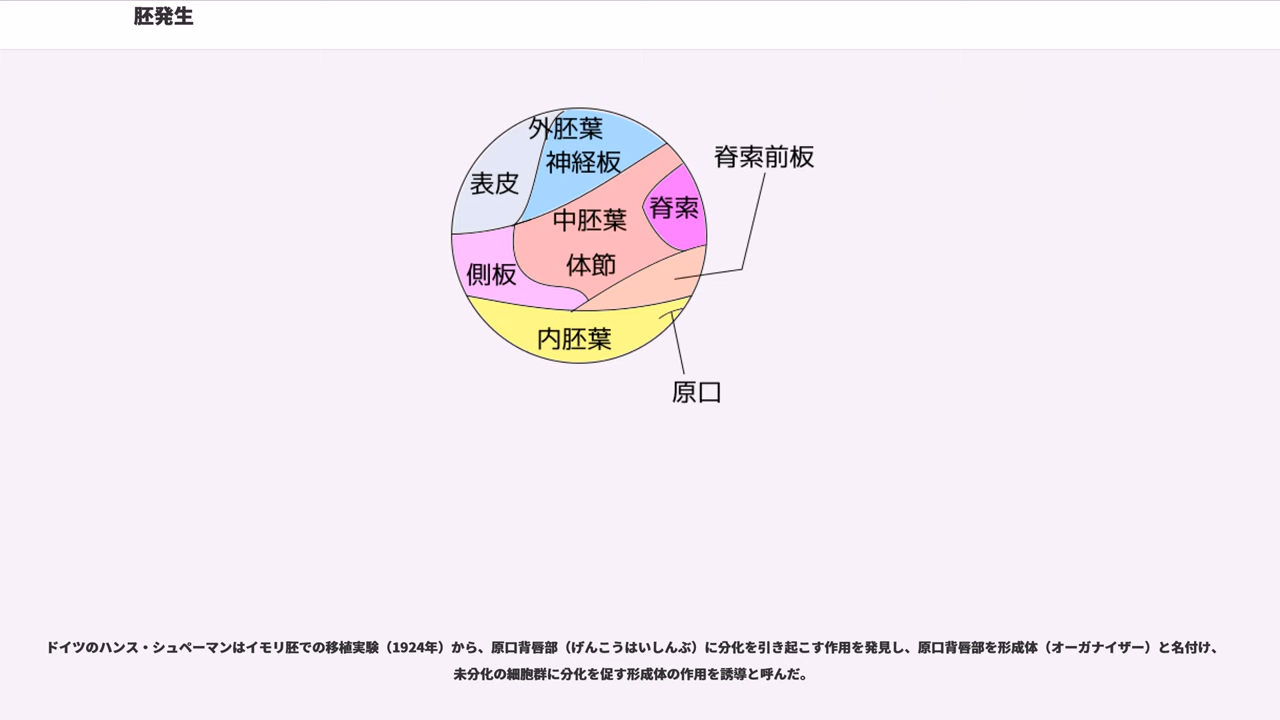 胚発生
外胚葉
神経板
脊索前板
表皮
脊索
中胚葉
体節
側板
内胚葉
原口
ドイツのハンス・シュペーマンはイモリ胚での移植実験（1924年）から、原口背唇部（げんこうはいしんぶ）に分化を引き起こす作用を発見し、原口背唇部を形成体（オーガナイザー）と名付け、
未分化の細胞群に分化を促す形成体の作用を誘導と呼んだ。